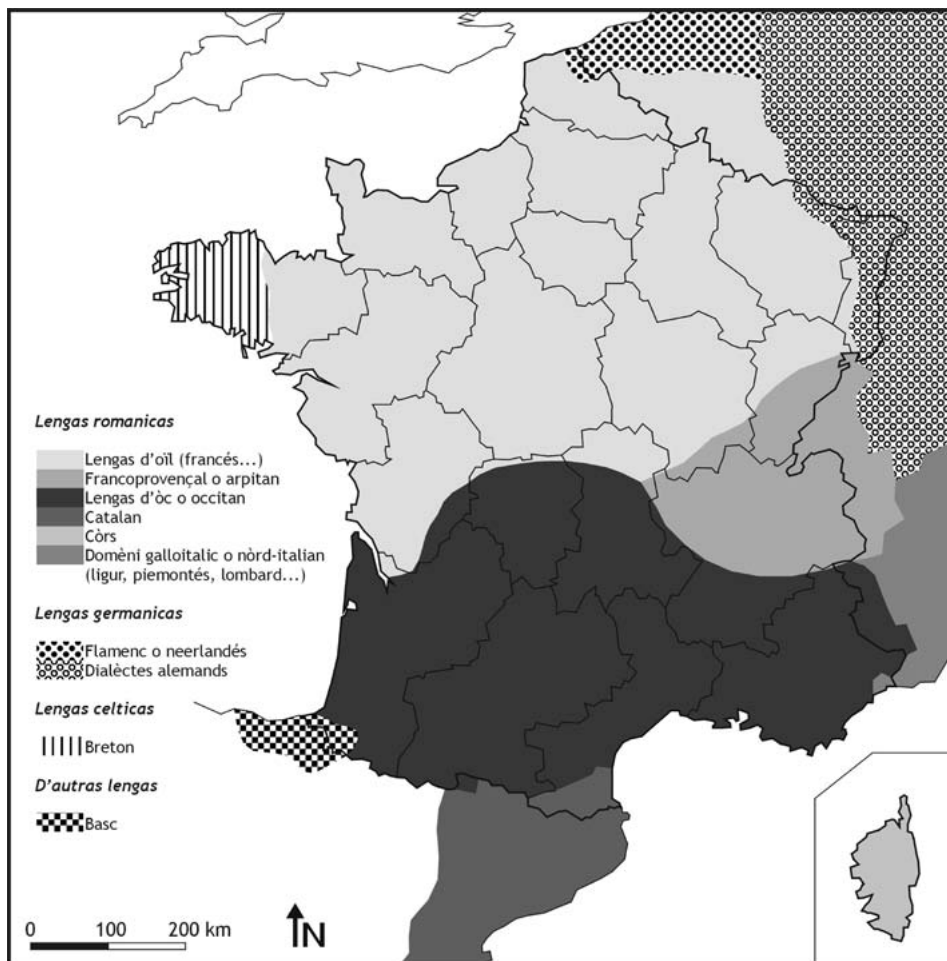 Lengas romanicas
Lengas d'oïl (francés...)
Francoprovençal o arpitan
Lengas d'òc o occitan
Catalan
Còrs
Domèni galloitalic o nòrd-italian
(ligur, piemontés, lombard...)
Lengas germanicas
Flamenc o neerlandés
Dialèctes alemands
Lengas celticas
Breton
D'autras lengas
Basc
0 100 200 km
N